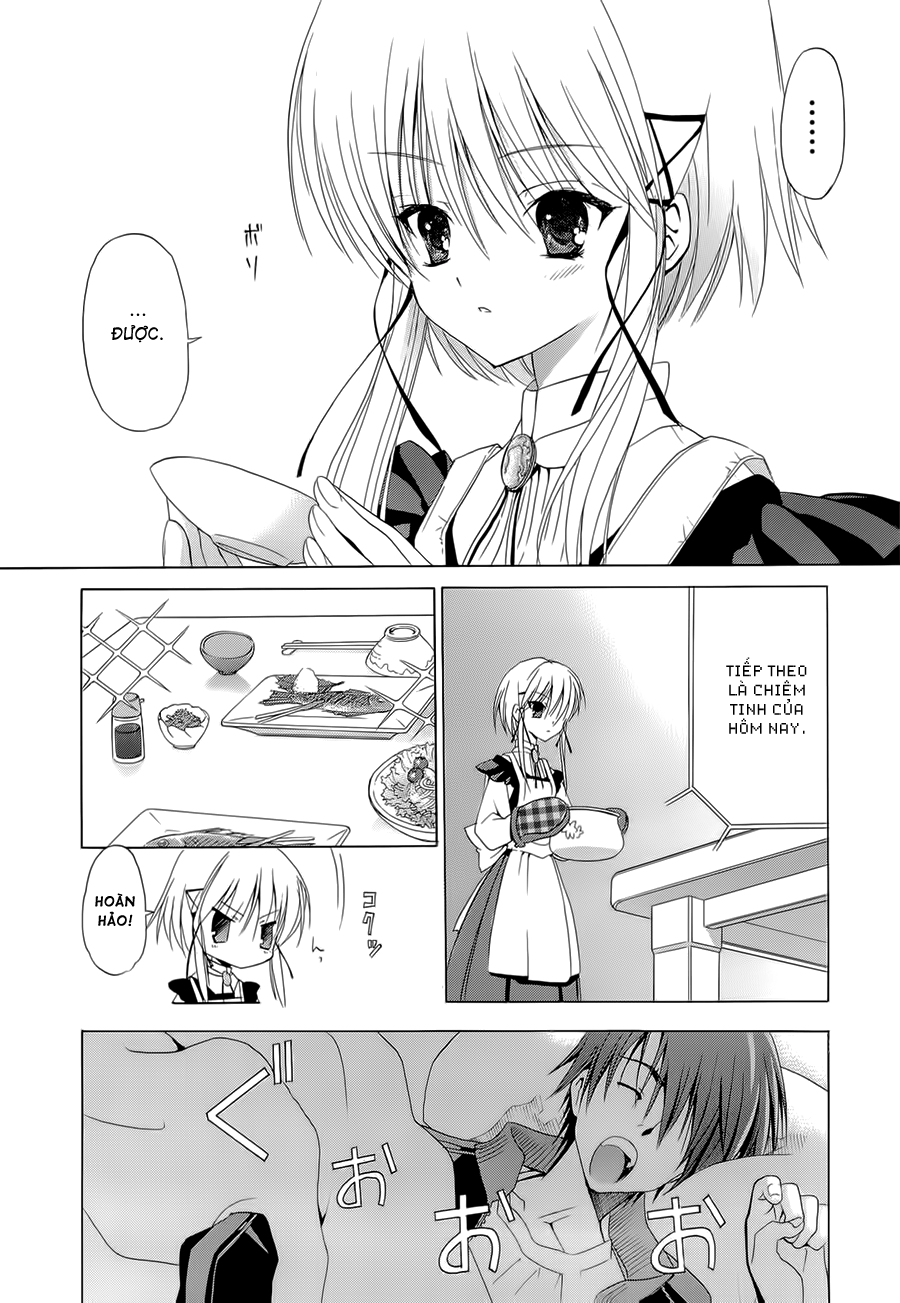 ......
ボソ
...
ĐƯỢC.
TIẾP THEO
LÀ CHIÊM
TINH CỦA
HÔM NAY.
HOÀN
HẢO!
コクッ
ぐおおお